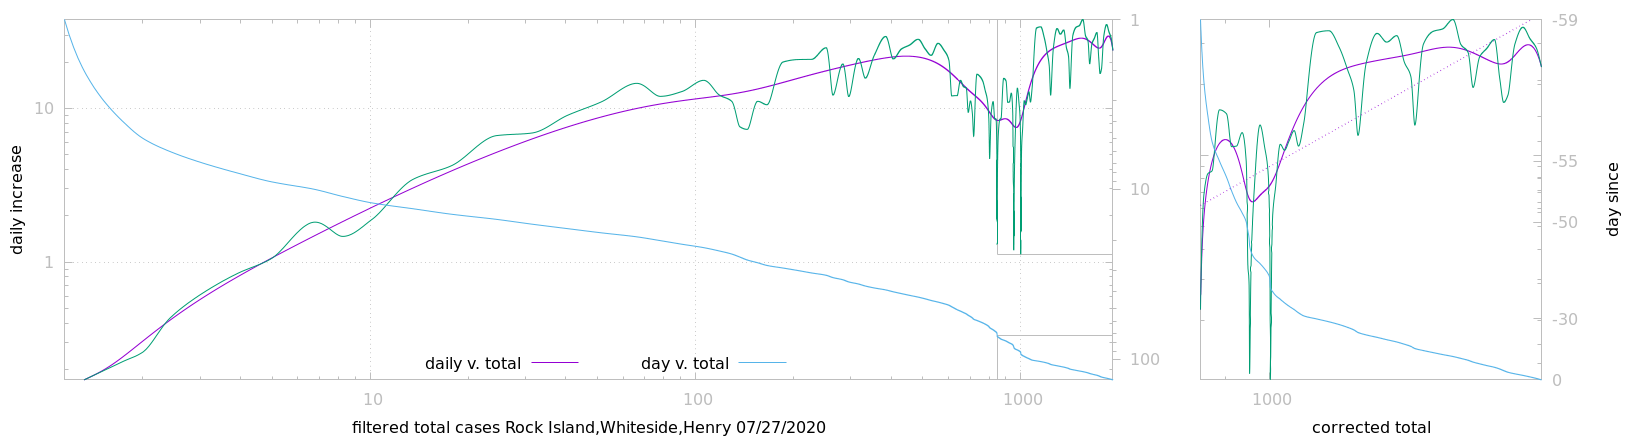 1
-59
10
-55
daily increase
10
-50
day since
1
-30
daily v. total
day v. total
100
0
10
100
1000
1000
filtered total cases Rock Island,Whiteside,Henry 07/27/2020
corrected total